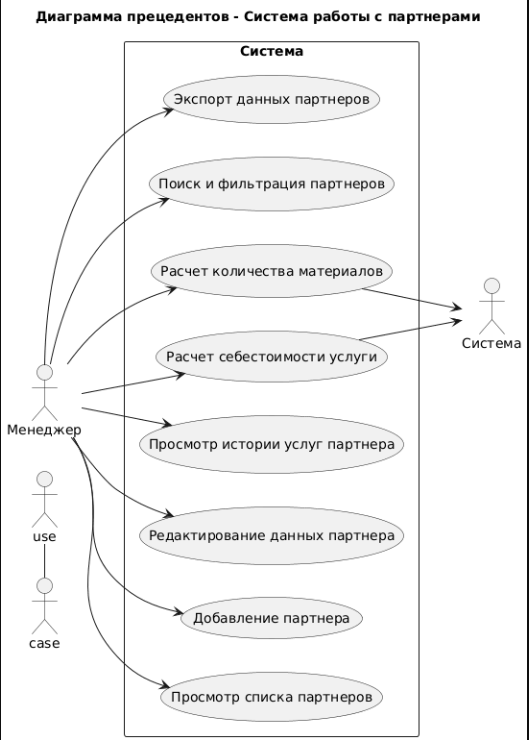 Диаграмма прецедентов - Система работы с партнерами
Система
Экспорт данных партнеров
Поиск и фильтрация партнеров
Расчет количества материалов
Система
Расчет себестоимости услуги
Менеджер
Просмотр истории услуг партнера
use
Редактирование данных партнера
Добавление партнера
case
Просмотр списка партнеров